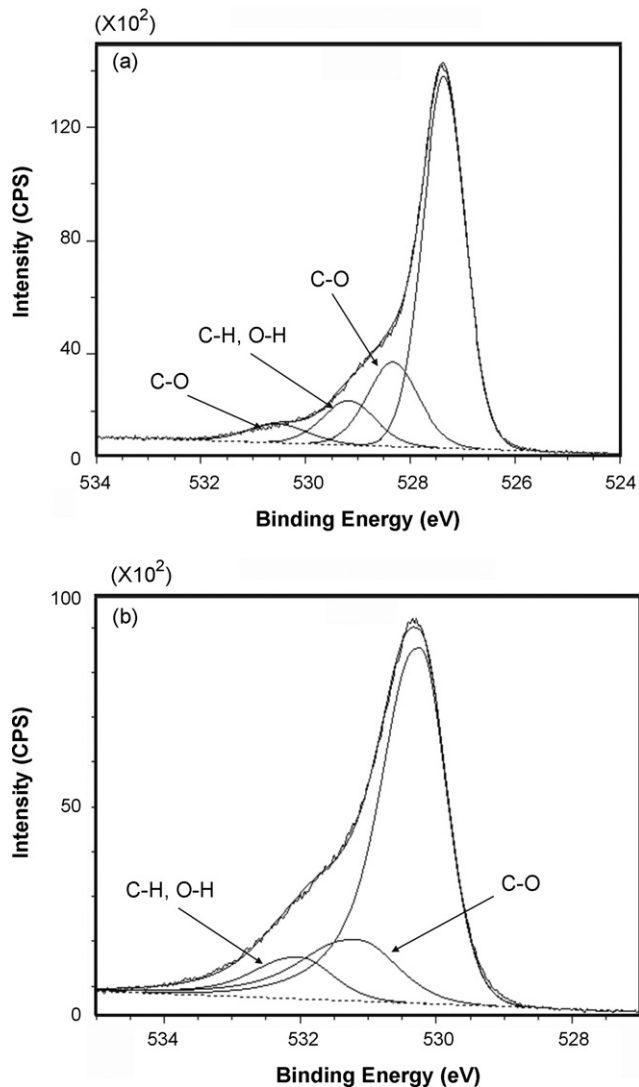 (X10²)
(a)
120
80
40
0
Intensity (CPS)
C-O
C-H, O-H
C-O
534
532
530
528
526
524
Binding Energy (eV)
(X10²)
(b)
100
50
0
Intensity (CPS)
C-H, O-H
C-O
534
532
530
528
Binding Energy (eV)